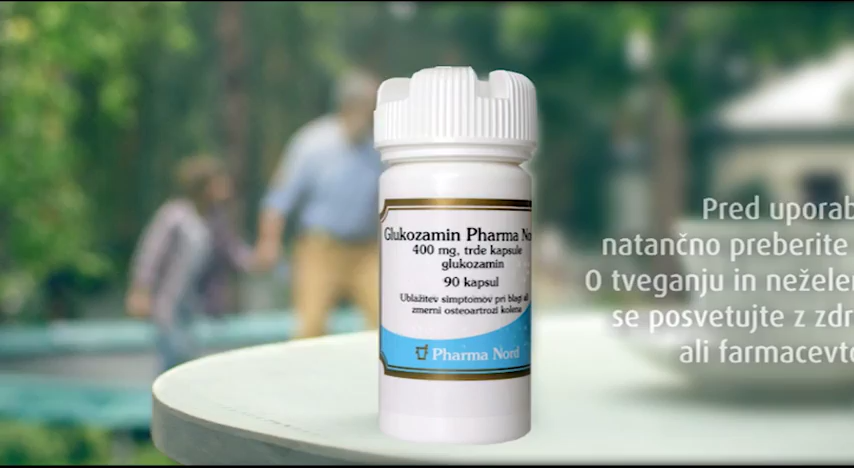 Glukozamin Pharma No
400 mg, trde kapsule
glukozamin
90 kapsul
Ublažitev simptomov pri blagi ali
zmerni osteoartrozi kolena
Pharma Nord
Pred uporab
natančno preberite
O tveganju in neželen
se posvetujte z zdr
ali farmacevto